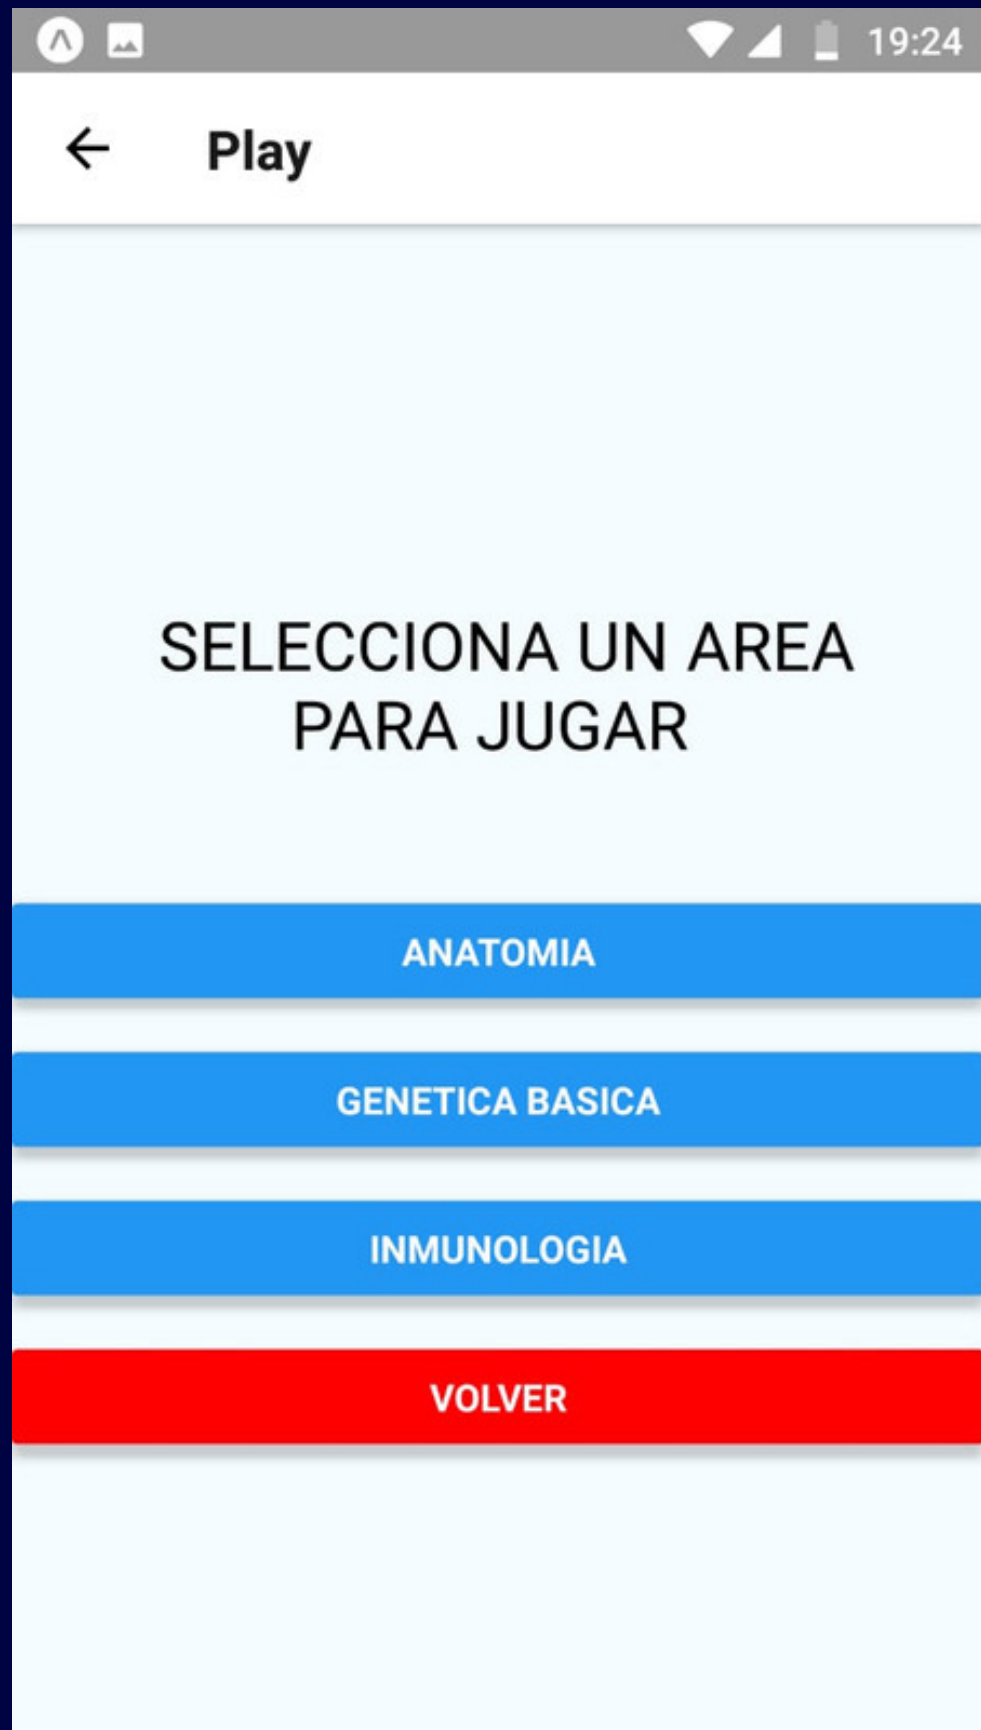 19:24
Play
SELECCIONA UN AREA
PARA JUGAR
ANATOMIA
GENETICA BASICA
INMUNOLOGIA
VOLVER